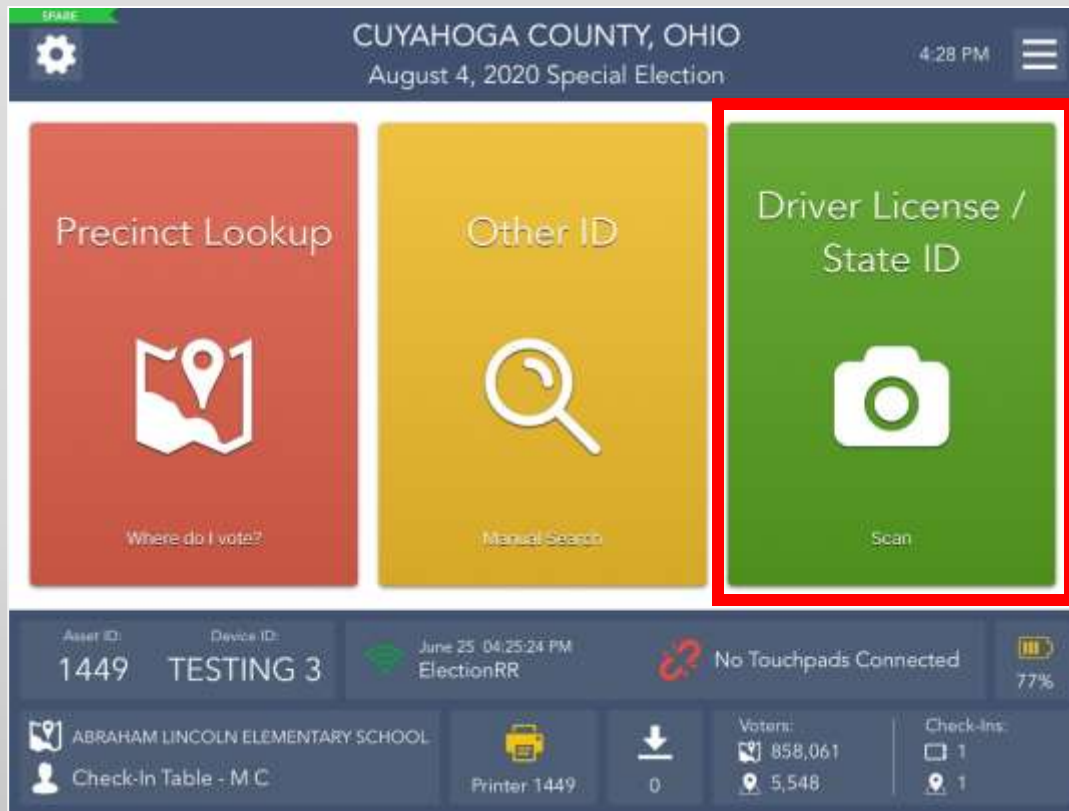 SPARE
CUYAHOGA COUNTY, OHIO
August 4, 2020 Special Election
4:28 PM
Precinct Lookup
Where do I vote?
Other ID
Manual Search
Driver License /
State ID
Scan
Asset ID:
1449
Device ID:
TESTING 3
June 25 04:25:24 PM
ElectionRR
No Touchpads Connected
77%
ABRAHAM LINCOLN ELEMENTARY SCHOOL
Check-In Table - M C
Printer 1449
0
Voters:
858,061
5,548
Check-Ins:
1
1